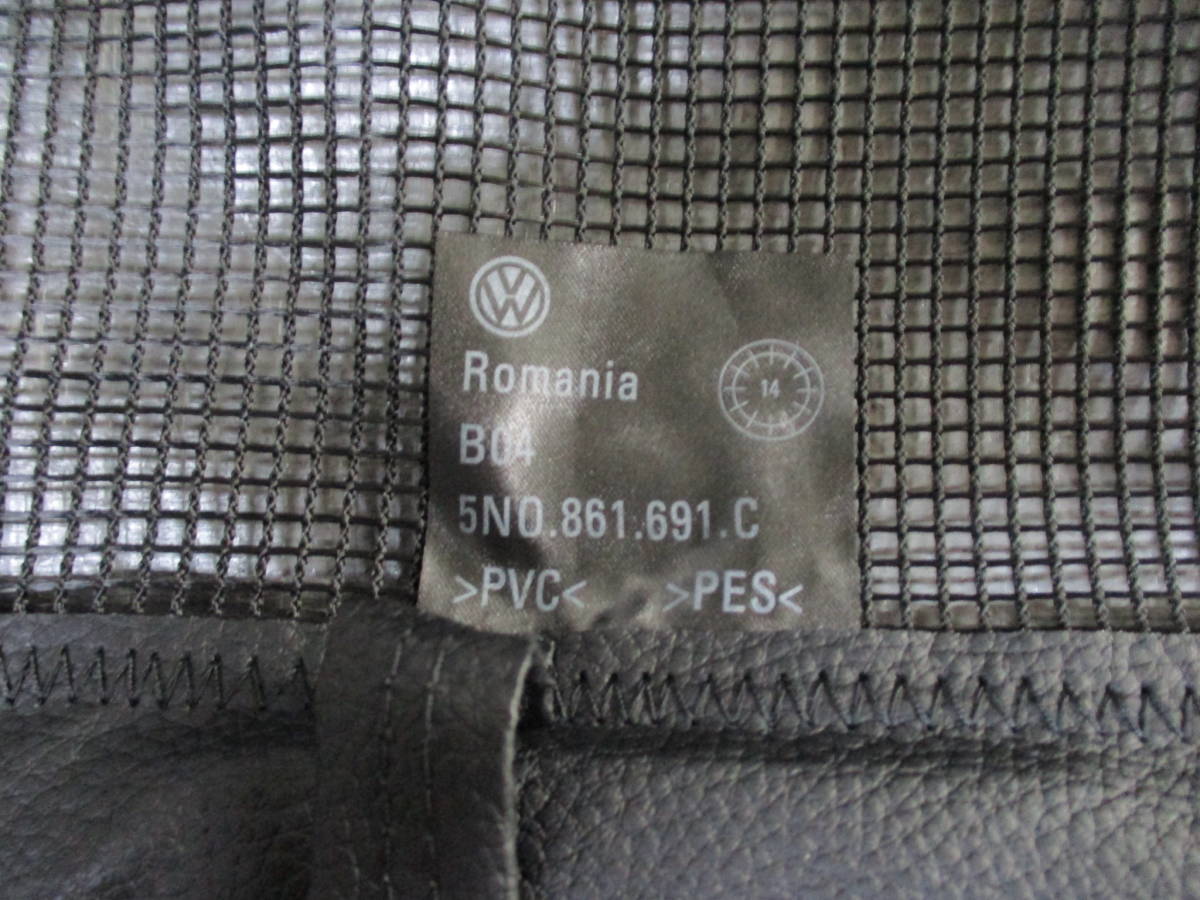 VW
Romania
14
B04
5N0.861.691.C
>PVC< >PES<